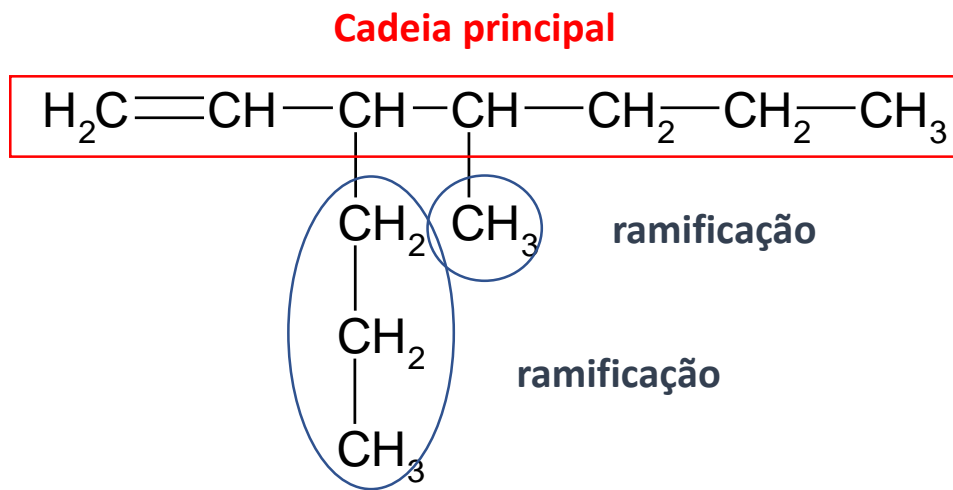 Cadeia principal
H₂C CH CH CH CH₂ CH₂ CH₃
CH₂ CH₃ ramificação
CH₂ ramificação
CH₃